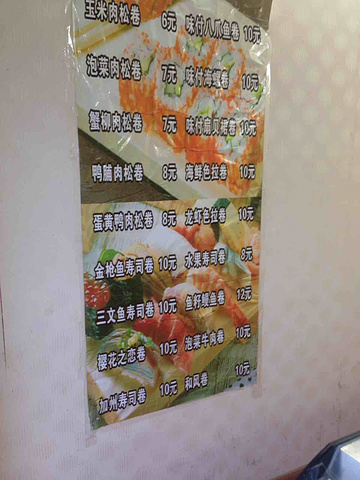 玉米肉松卷 6元 味付八爪鱼卷 10元
泡菜肉松卷 7元 味付海螺卷 10元
蟹柳肉松卷 7元 味付扇贝裙卷 10元
鸭脯肉松卷 8元 海鲜色拉卷 10元
蛋黄鸭肉松卷 8元 龙虾色拉卷 10元
金枪鱼寿司卷 10元 水果寿司卷 8元
三文鱼寿司卷 10元 鱼籽鳗鱼卷 12元
樱花之恋卷 10元 泡菜牛肉卷 10元
加州寿司卷 10元 和风卷 10元